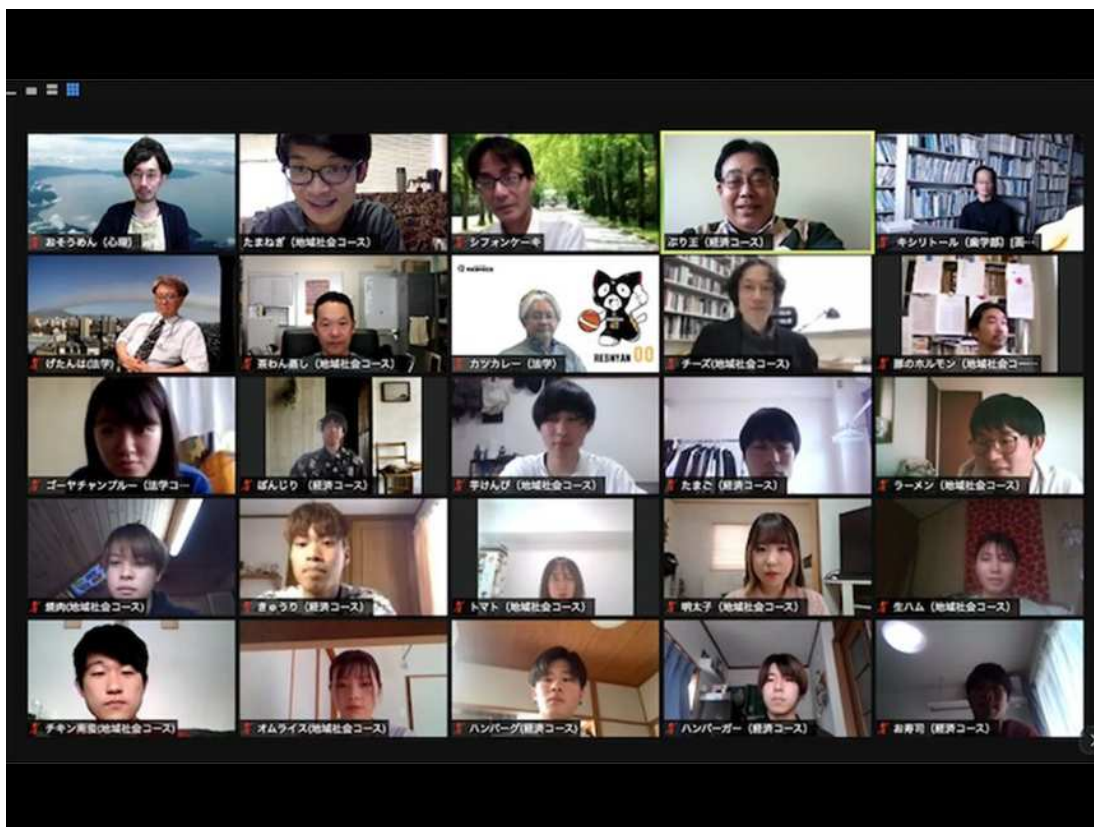 おそうめん（心理）
たまねぎ（地域社会コース）
シフォンケーキ
ぶり王（経済コース）
キシリトール（歯学部）[医…
げたんは(法学)
茶わん蒸し（地域社会コース）
カツカレー（法学）
REBNYAN 00
チーズ(地域社会コース)
豚のホルモン（地域社会コー…
ゴーヤチャンプルー（法学コー…
ぼんじり（経済コース）
芋けんぴ（地域社会コース）
たまご（経済コース）
ラーメン（地域社会コース）
焼肉(地域社会コース)
きゅうり（経済コース）
トマト（地域社会コース）
明太子（地域社会コース）
生ハム（地域社会コース）
チキン南蛮(地域社会コース)
オムライス(地域社会コース)
ハンバーグ(経済コース)
ハンバーガー（経済コース）
お寿司（経済コース）